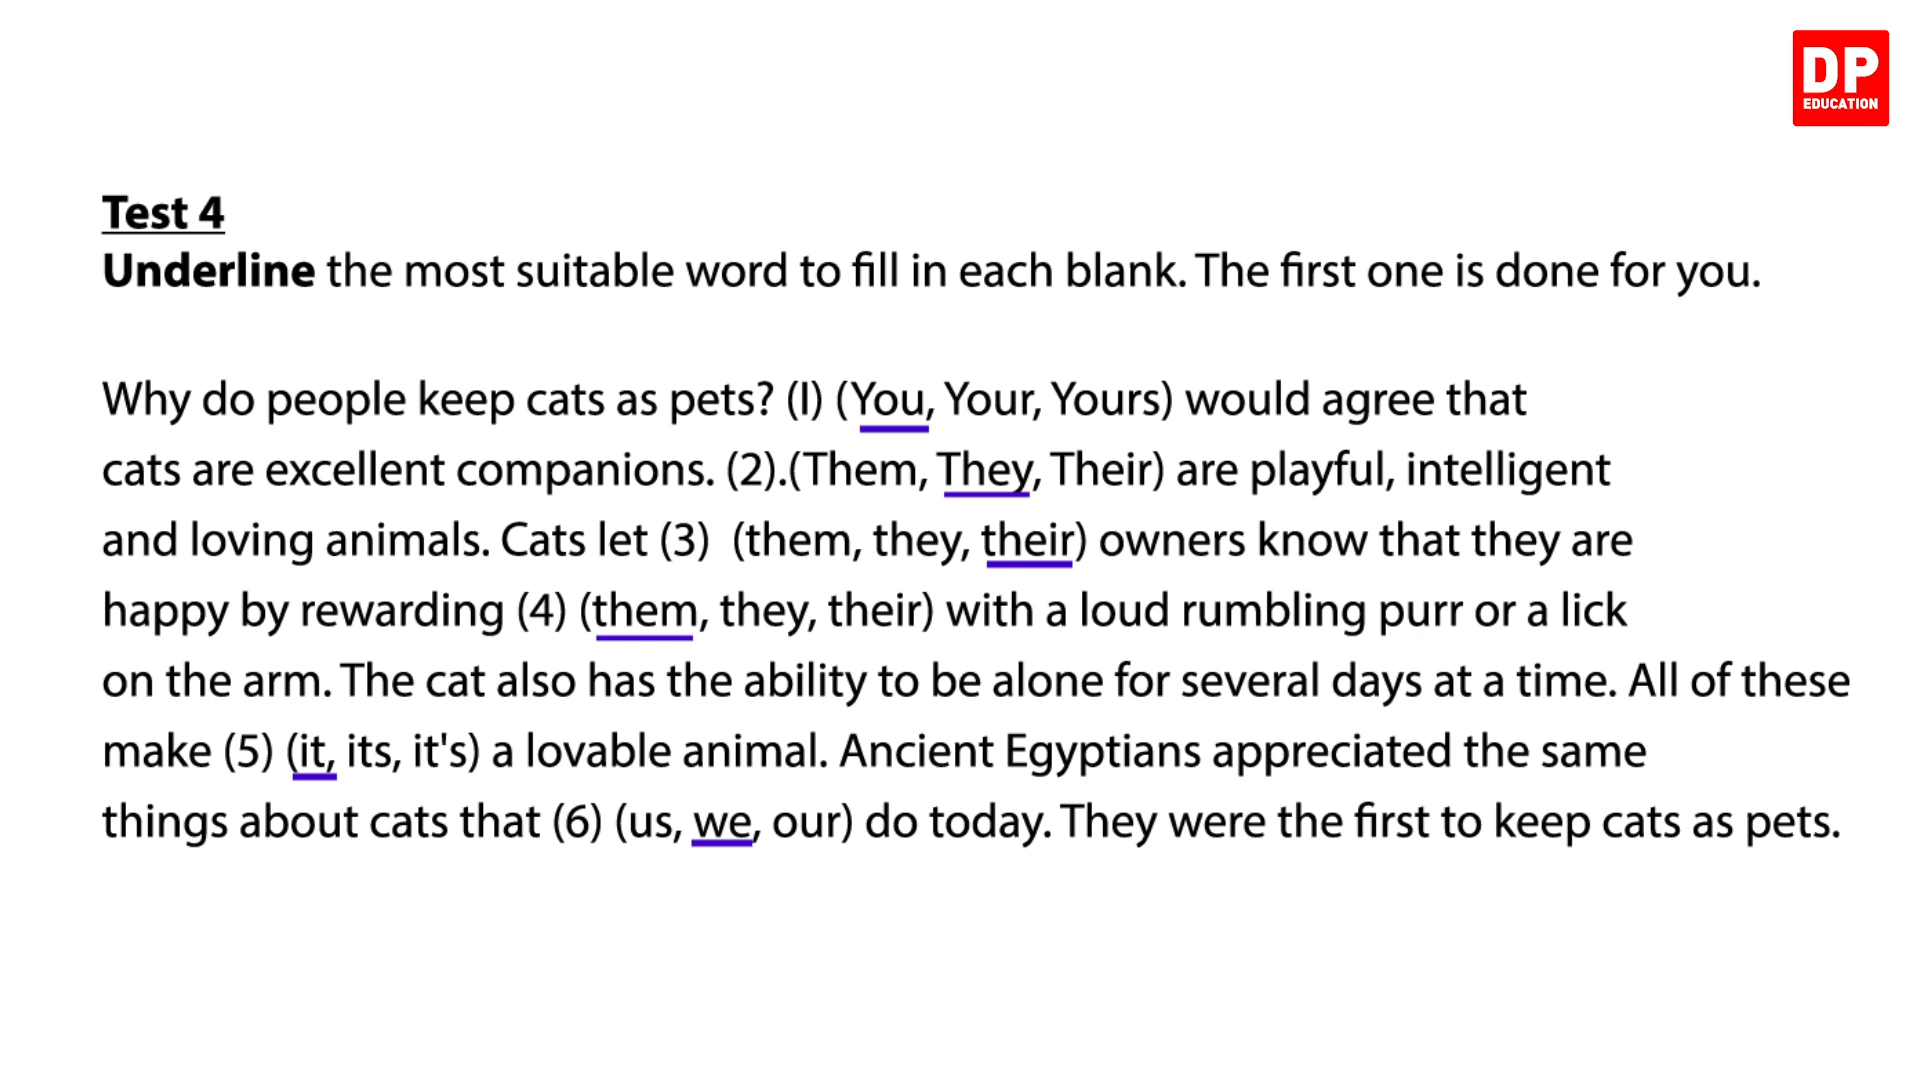 DP
EDUCATION
Test 4
Underline the most suitable word to fill in each blank. The first one is done for you.
Why do people keep cats as pets? (I) (You, Your, Yours) would agree that
cats are excellent companions. (2).(Them, They, Their) are playful, intelligent
and loving animals. Cats let (3)  (them, they, their) owners know that they are
happy by rewarding (4) (them, they, their) with a loud rumbling purr or a lick
on the arm. The cat also has the ability to be alone for several days at a time. All of these
make (5) (it, its, it's) a lovable animal. Ancient Egyptians appreciated the same
things about cats that (6) (us, we, our) do today. They were the first to keep cats as pets.